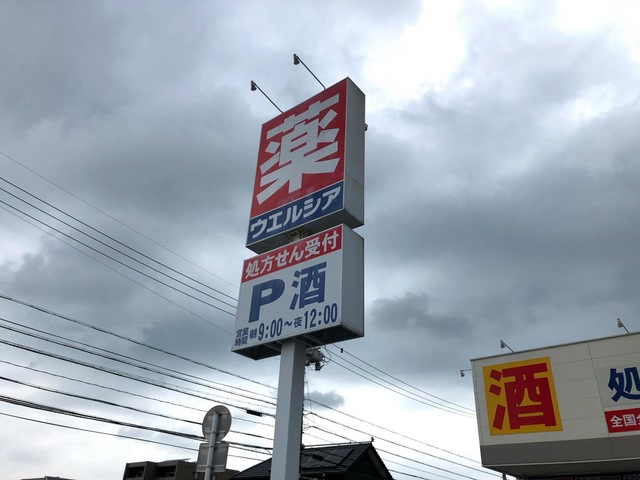 薬
ウエルシア
処方せん受付
P 酒
営業時間 朝9:00～夜12:00
酒
処
全国